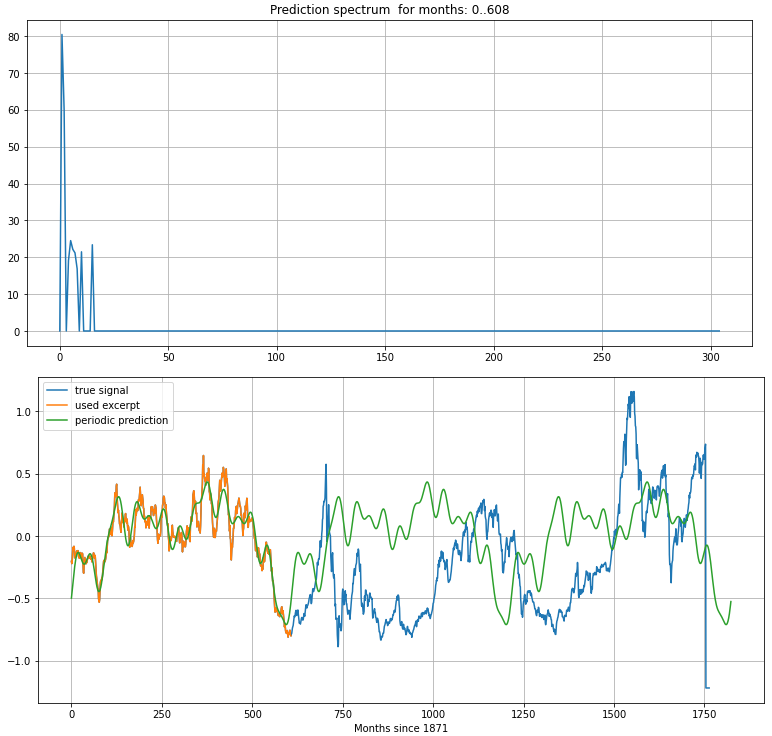 Prediction spectrum for months: 0..608
80
70
60
50
40
30
20
10
0
0 50 100 150 200 250 300
true signal
used excerpt
periodic prediction
1.0
0.5
0.0
−0.5
−1.0
0 250 500 750 1000 1250 1500 1750
Months since 1871